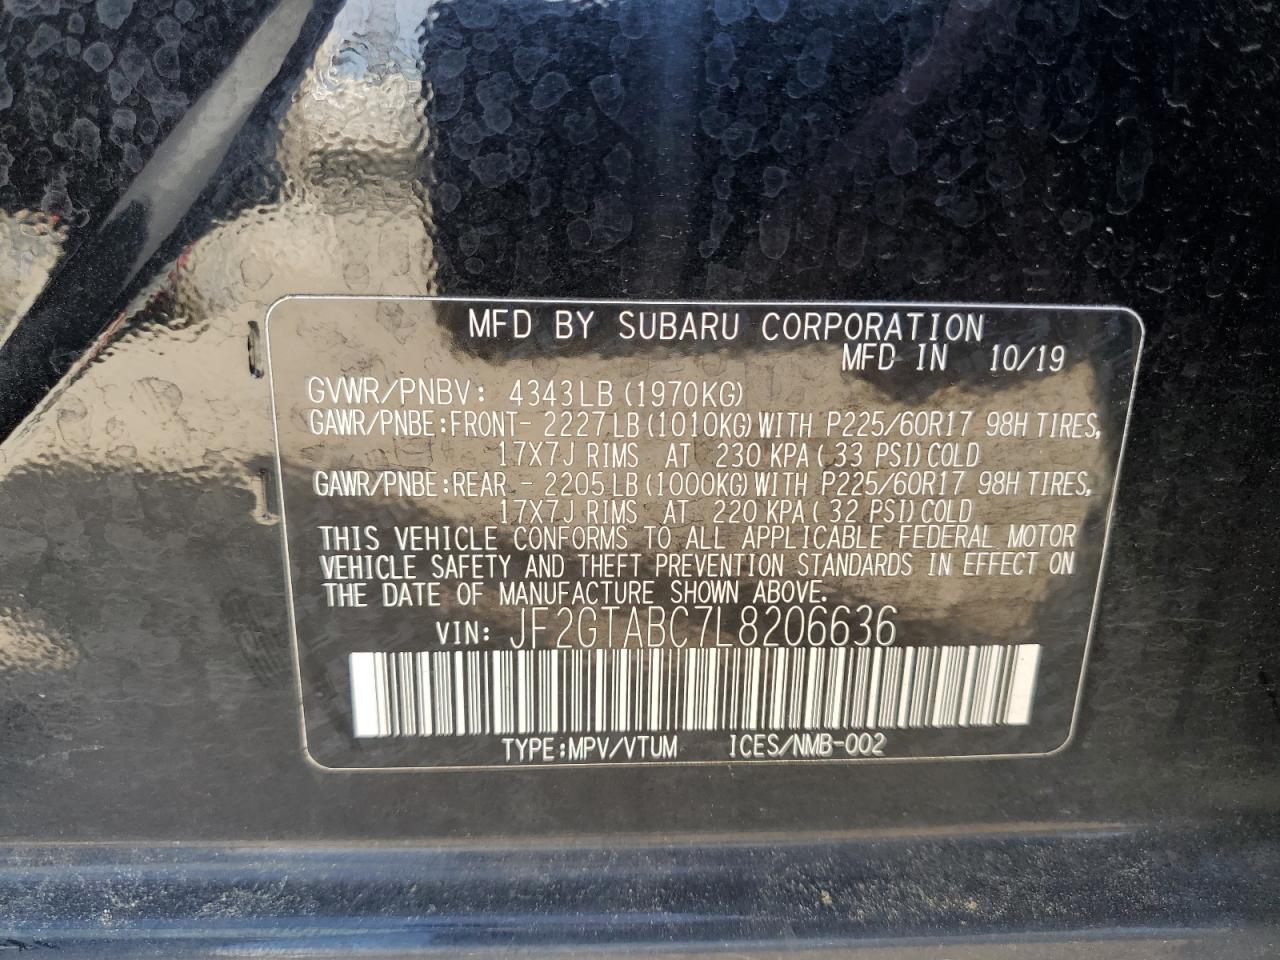 MFD BY SUBARU CORPORATION
MFD IN 10/19
GVWR/PNBV: 4343LB (1970KG)
GAWR/PNBE:FRONT- 2227LB (1010KG) WITH P225/60R17 98H TIRES,
17X7J RIMS AT 230 KPA (33 PSI) COLD
GAWR/PNBE:REAR - 2205LB (1000KG) WITH P225/60R17 98H TIRES,
17X7J RIMS AT 220 KPA (32 PSI) COLD
THIS VEHICLE CONFORMS TO ALL APPLICABLE FEDERAL MOTOR
VEHICLE SAFETY AND THEFT PREVENTION STANDARDS IN EFFECT ON
THE DATE OF MANUFACTURE SHOWN ABOVE.
VIN: JF2GTABC7L8206636
TYPE:MPV/VTUM ICES/NMB-002